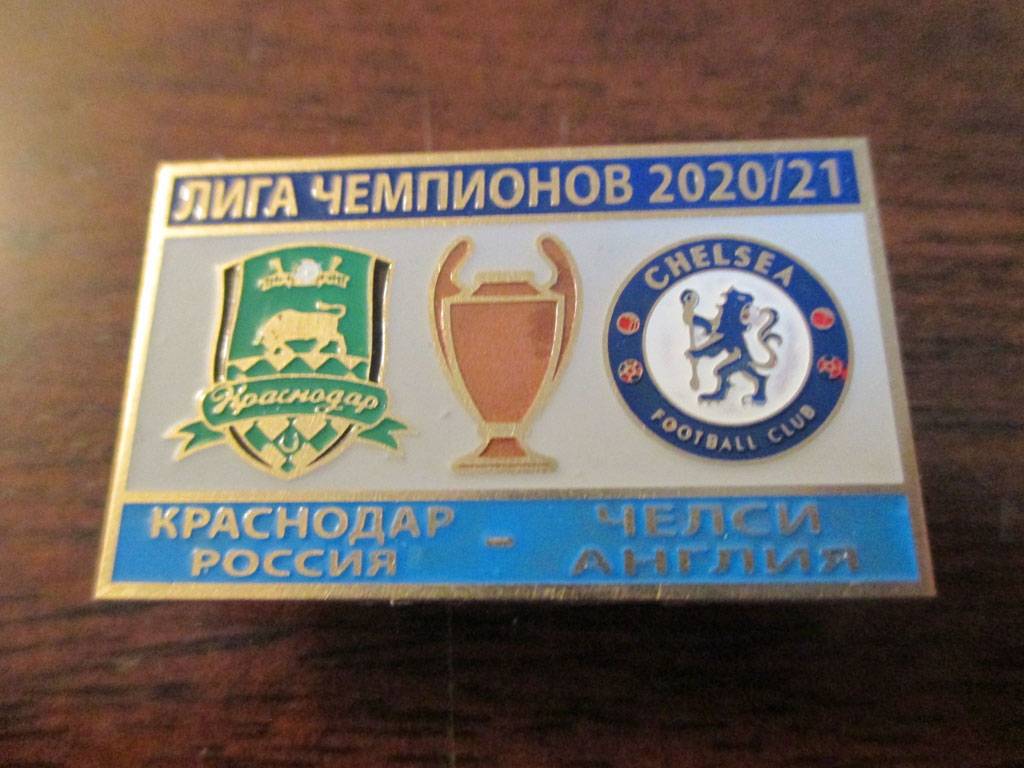 ЛИГА ЧЕМПИОНОВ 2020/21
Краснодар
CHELSEA
FOOTBALL CLUB
КРАСНОДАР - ЧЕЛСИ
РОССИЯ АНГЛИЯ